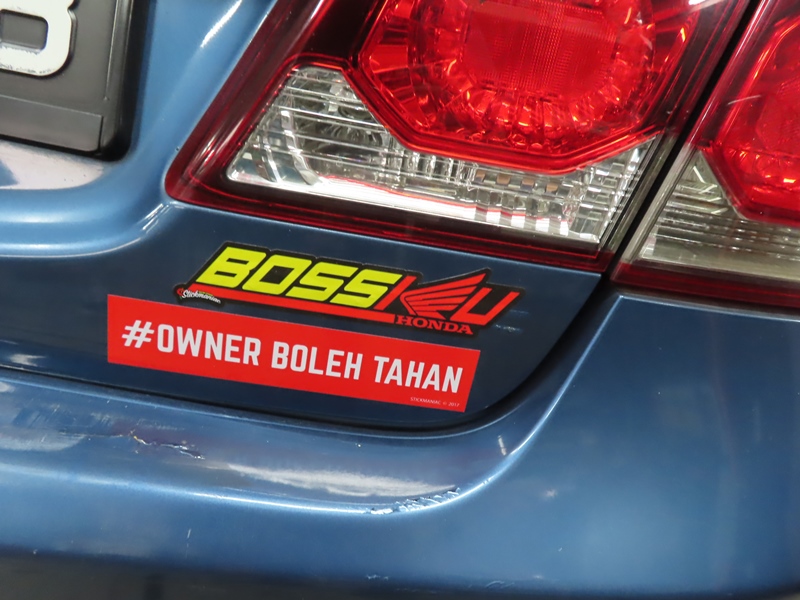 B
BOSSKU
Stickmaniac
HONDA
#OWNER BOLEH TAHAN
STICKMANIAC © 2017